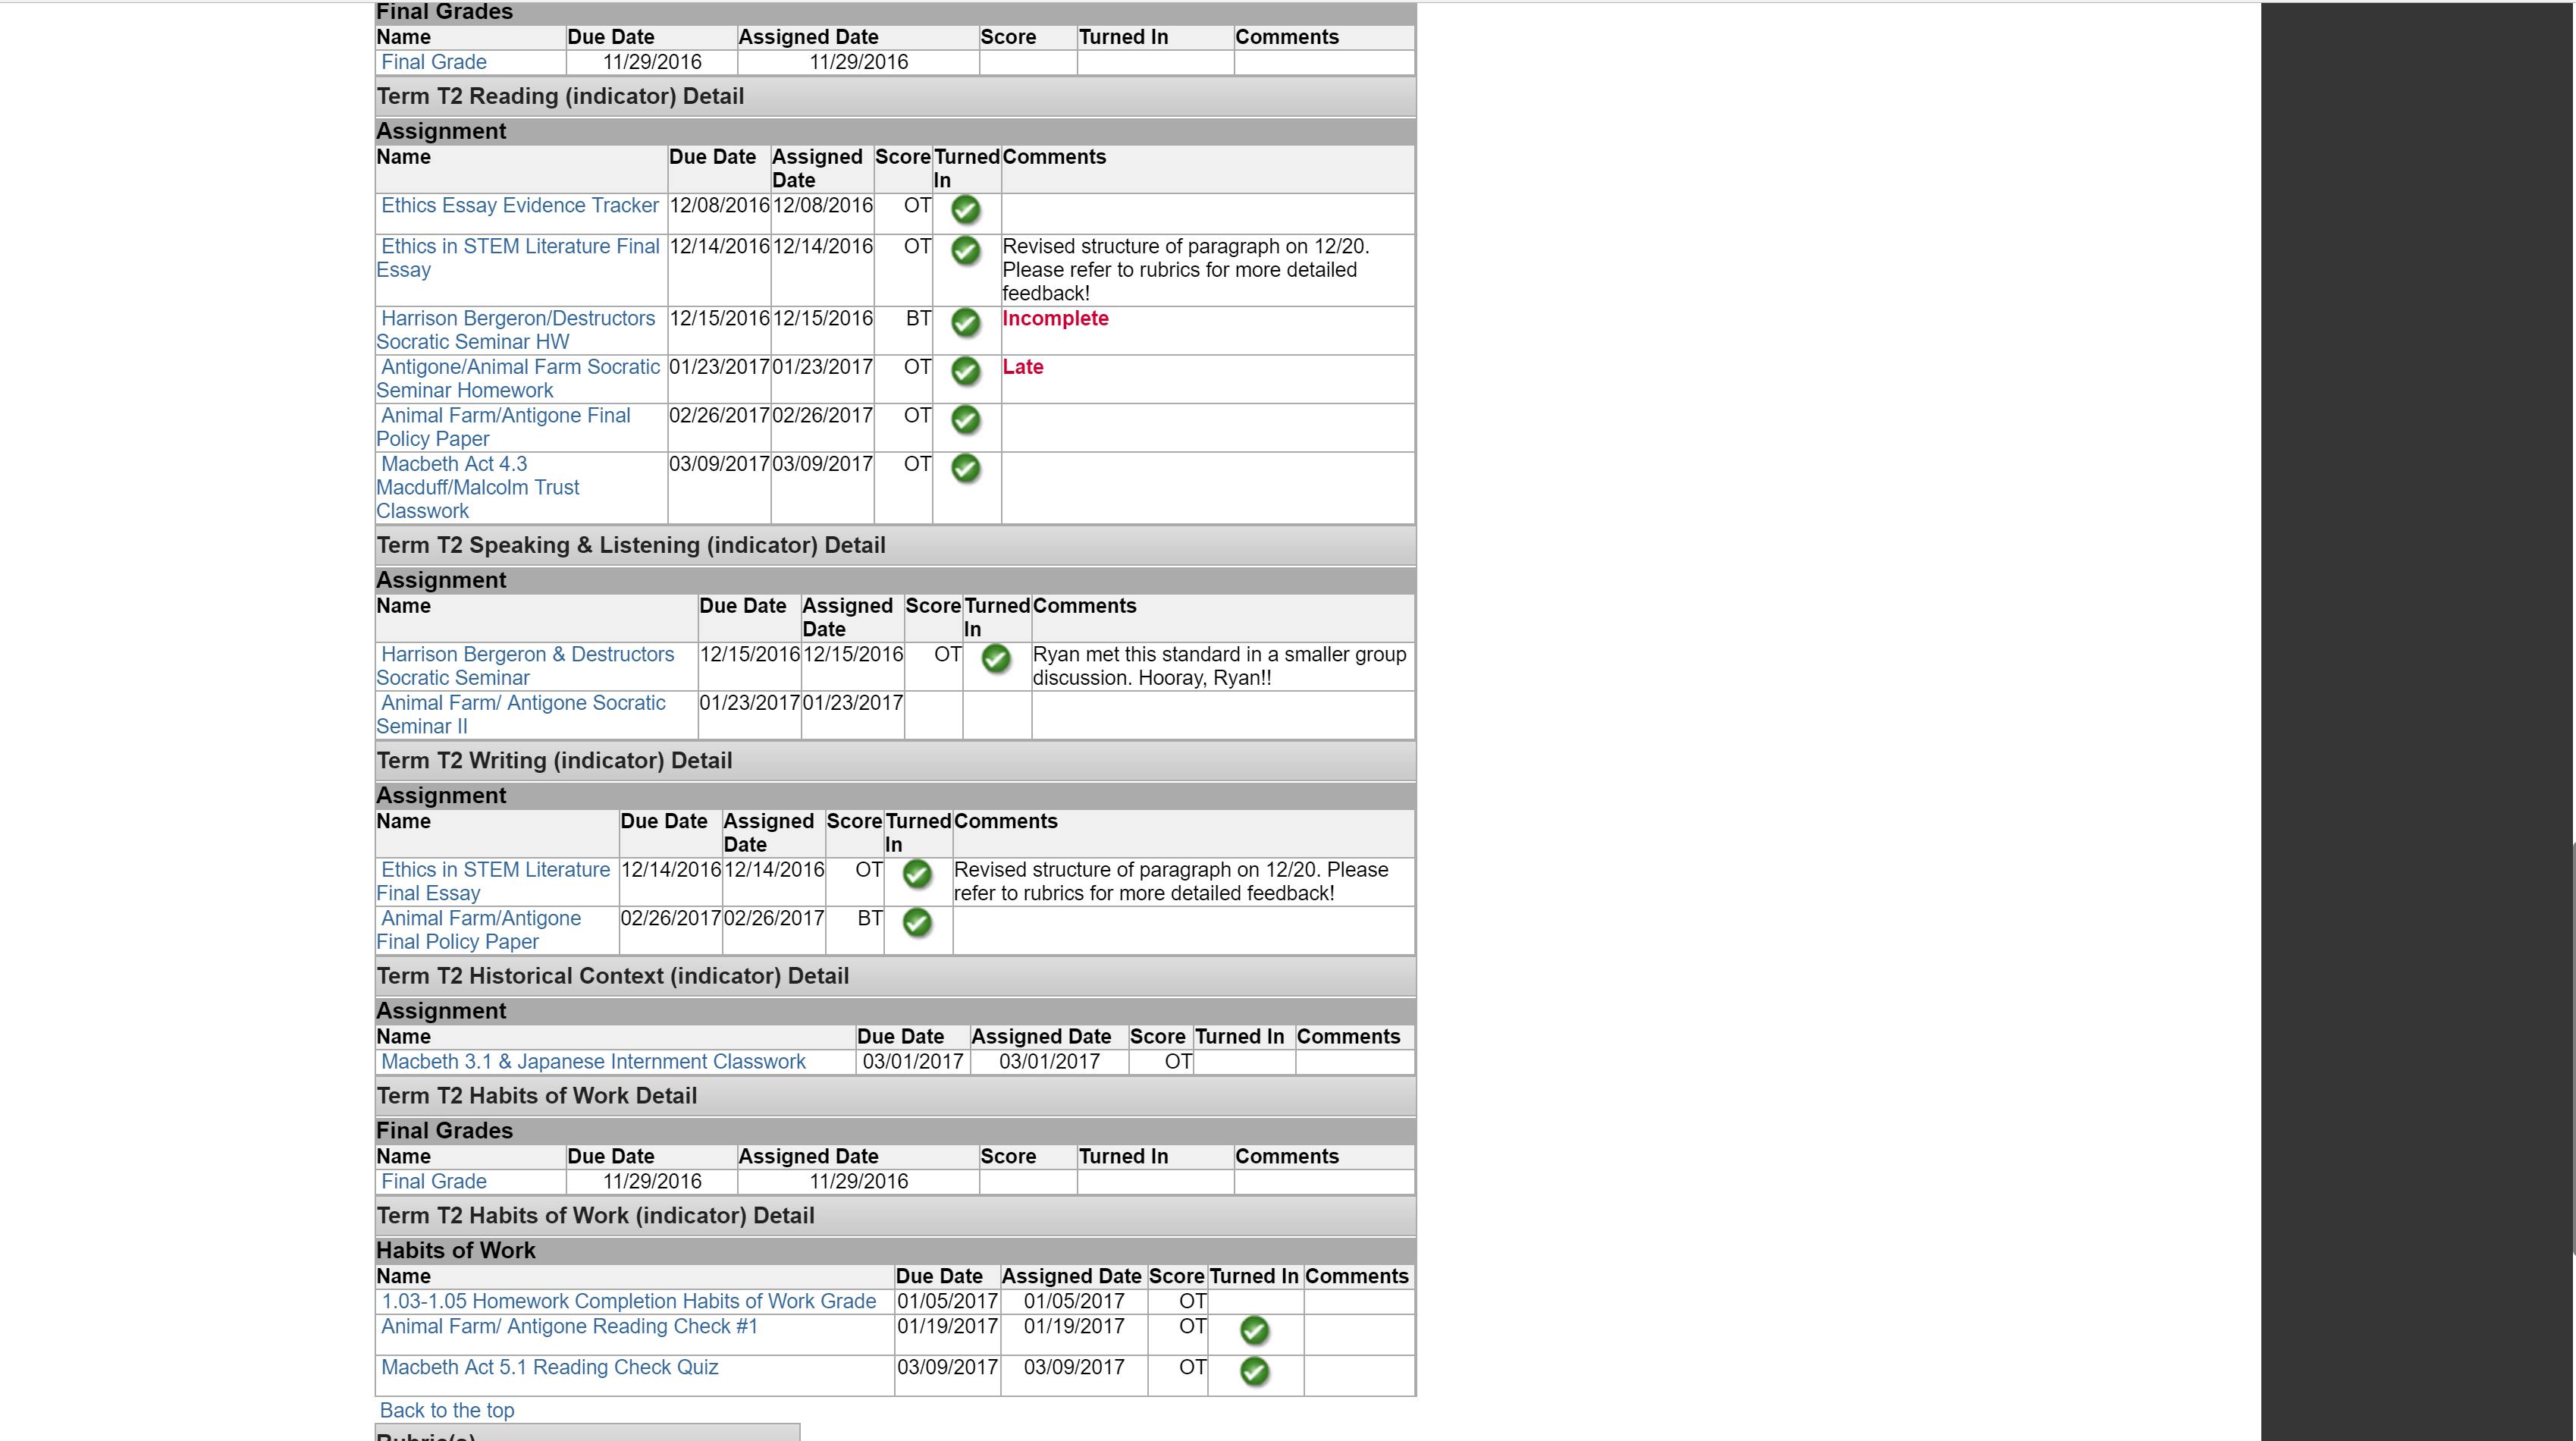 Final Grades
Name Due Date Assigned Date Score Turned In Comments
Final Grade 11/29/2016 11/29/2016
Term T2 Reading (indicator) Detail
Assignment
Name Due Date Assigned Date Score Turned In Comments
Ethics Essay Evidence Tracker 12/08/2016 12/08/2016 OT
Ethics in STEM Literature Final Essay 12/14/2016 12/14/2016 OT Revised structure of paragraph on 12/20. Please refer to rubrics for more detailed feedback!
Harrison Bergeron/Destructors Socratic Seminar HW 12/15/2016 12/15/2016 BT Incomplete
Antigone/Animal Farm Socratic Seminar Homework 01/23/2017 01/23/2017 OT Late
Animal Farm/Antigone Final Policy Paper 02/26/2017 02/26/2017 OT
Macbeth Act 4.3 Macduff/Malcolm Trust Classwork 03/09/2017 03/09/2017 OT
Term T2 Speaking & Listening (indicator) Detail
Assignment
Name Due Date Assigned Date Score Turned In Comments
Harrison Bergeron & Destructors Socratic Seminar 12/15/2016 12/15/2016 OT Ryan met this standard in a smaller group discussion. Hooray, Ryan!!
Animal Farm/ Antigone Socratic Seminar II 01/23/2017 01/23/2017
Term T2 Writing (indicator) Detail
Assignment
Name Due Date Assigned Date Score Turned In Comments
Ethics in STEM Literature Final Essay 12/14/2016 12/14/2016 OT Revised structure of paragraph on 12/20. Please refer to rubrics for more detailed feedback!
Animal Farm/Antigone Final Policy Paper 02/26/2017 02/26/2017 BT
Term T2 Historical Context (indicator) Detail
Assignment
Name Due Date Assigned Date Score Turned In Comments
Macbeth 3.1 & Japanese Internment Classwork 03/01/2017 03/01/2017 OT
Term T2 Habits of Work Detail
Final Grades
Name Due Date Assigned Date Score Turned In Comments
Final Grade 11/29/2016 11/29/2016
Term T2 Habits of Work (indicator) Detail
Habits of Work
Name Due Date Assigned Date Score Turned In Comments
1.03-1.05 Homework Completion Habits of Work Grade 01/05/2017 01/05/2017 OT
Animal Farm/ Antigone Reading Check #1 01/19/2017 01/19/2017 OT
Macbeth Act 5.1 Reading Check Quiz 03/09/2017 03/09/2017 OT
Back to the top
Rubric(s)